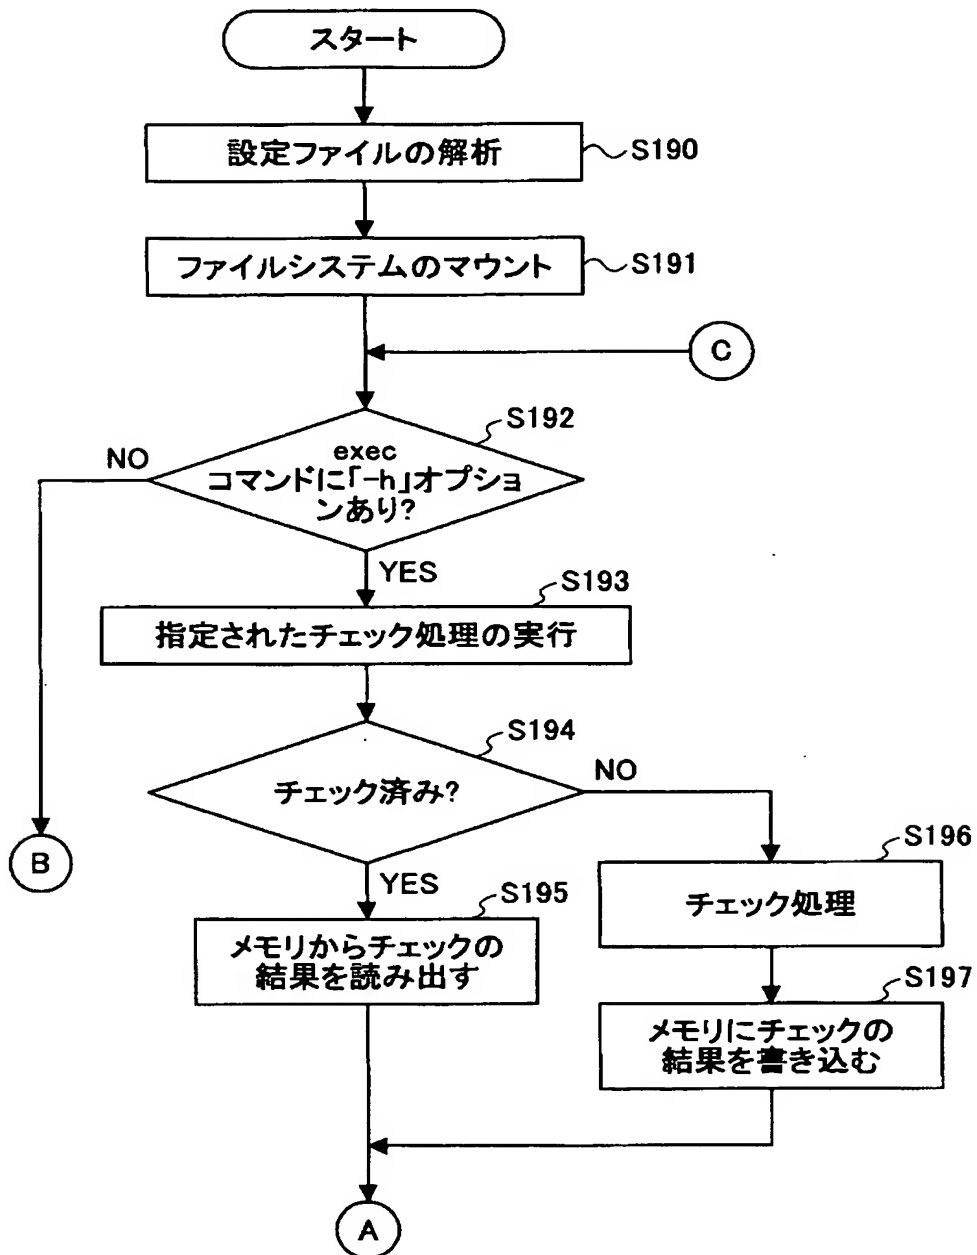 スタート
設定ファイルの解析
S190
ファイルシステムのマウント
S191
C
S192
NO
exec
コマンドに「-h」オプショ
ンあり?
YES
S193
指定されたチェック処理の実行
S194
チェック済み?
NO
B
YES
S195
メモリからチェックの
結果を読み出す
S196
チェック処理
S197
メモリにチェックの
結果を書き込む
A